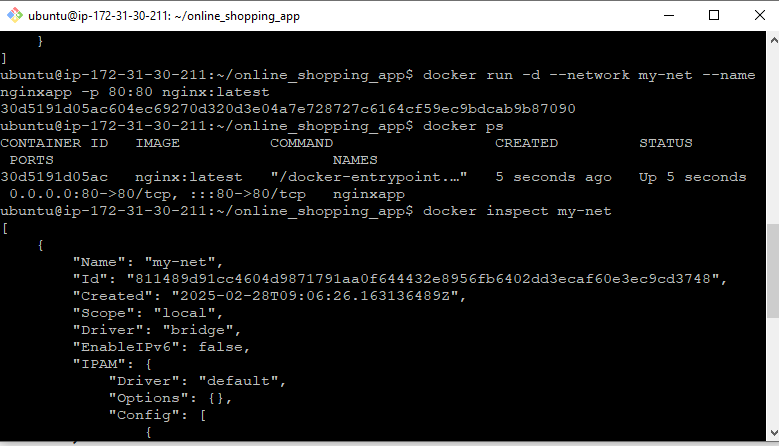 ubuntu@ip-172-31-30-211: ~/online_shopping_app
    }
]
ubuntu@ip-172-31-30-211:~/online_shopping_app$ docker run -d --network my-net --name
nginxapp -p 80:80 nginx:latest
30d5191d05ac604ec69270d320d3e04a7e728727c6164cf59ec9bdcab9b87090
ubuntu@ip-172-31-30-211:~/online_shopping_app$ docker ps
CONTAINER ID   IMAGE          COMMAND                  CREATED         STATUS
 PORTS                               NAMES
30d5191d05ac   nginx:latest   "/docker-entrypoint.…"   5 seconds ago   Up 5 seconds
 0.0.0.0:80->80/tcp, :::80->80/tcp   nginxapp
ubuntu@ip-172-31-30-211:~/online_shopping_app$ docker inspect my-net
[
    {
        "Name": "my-net",
        "Id": "811489d91cc4604d9871791aa0f644432e8956fb6402dd3ecaf60e3ec9cd3748",
        "Created": "2025-02-28T09:06:26.163136489Z",
        "Scope": "local",
        "Driver": "bridge",
        "EnableIPv6": false,
        "IPAM": {
            "Driver": "default",
            "Options": {},
            "Config": [
                {